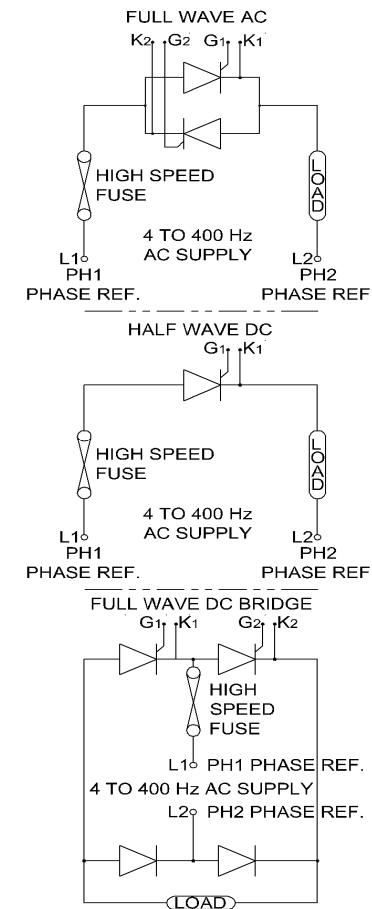 FULL WAVE AC
K2 G2 G1 K1
HIGH SPEED
FUSE
LOAD
4 TO 400 Hz
AC SUPPLY
L1 L2
PH1 PH2
PHASE REF. PHASE REF
HALF WAVE DC
G1 K1
HIGH SPEED
FUSE
LOAD
4 TO 400 Hz
AC SUPPLY
L1 L2
PH1 PH2
PHASE REF. PHASE REF
FULL WAVE DC BRIDGE
G1 K1 G2 K2
HIGH
SPEED
FUSE
L1 PH1 PHASE REF.
4 TO 400 Hz AC SUPPLY
L2 PH2 PHASE REF.
LOAD